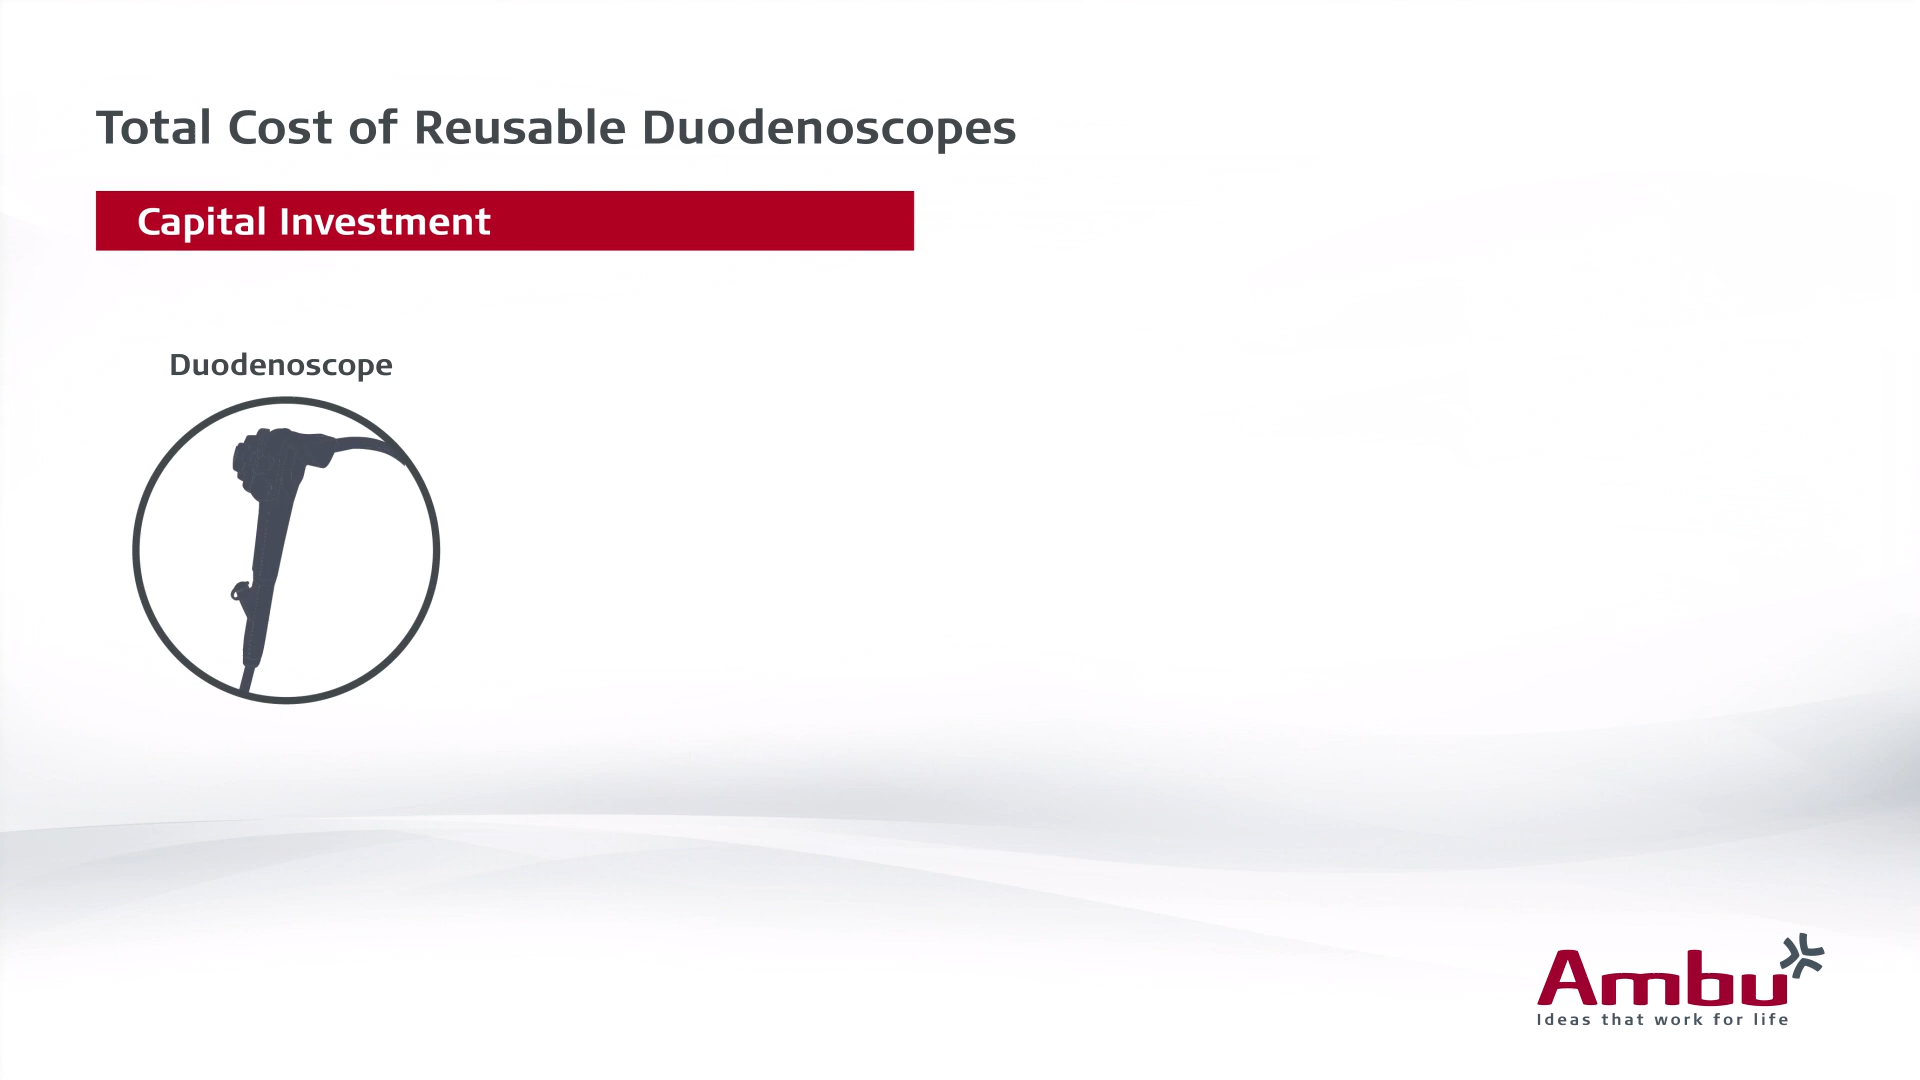 Total Cost of Reusable Duodenoscopes
Capital Investment
Duodenoscope
Ambu
Ideas that work for life